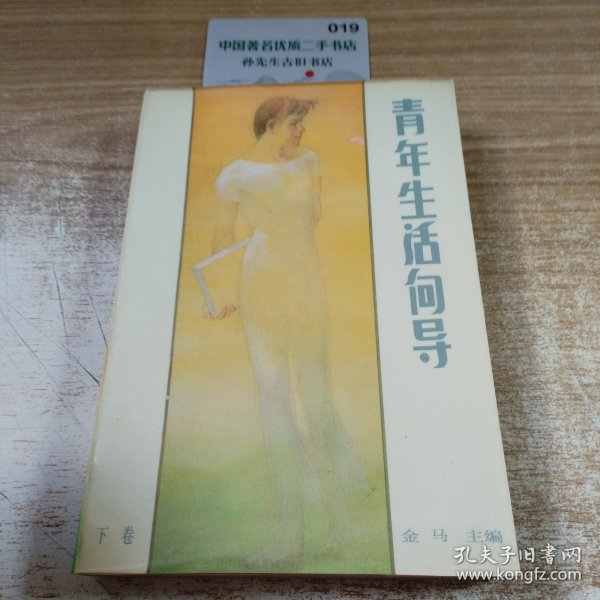 019
中国著名优质二手书店
孙先生古旧书店
青年生活向导
下卷
金马 主编
孔夫子旧书网
www.kongfz.com